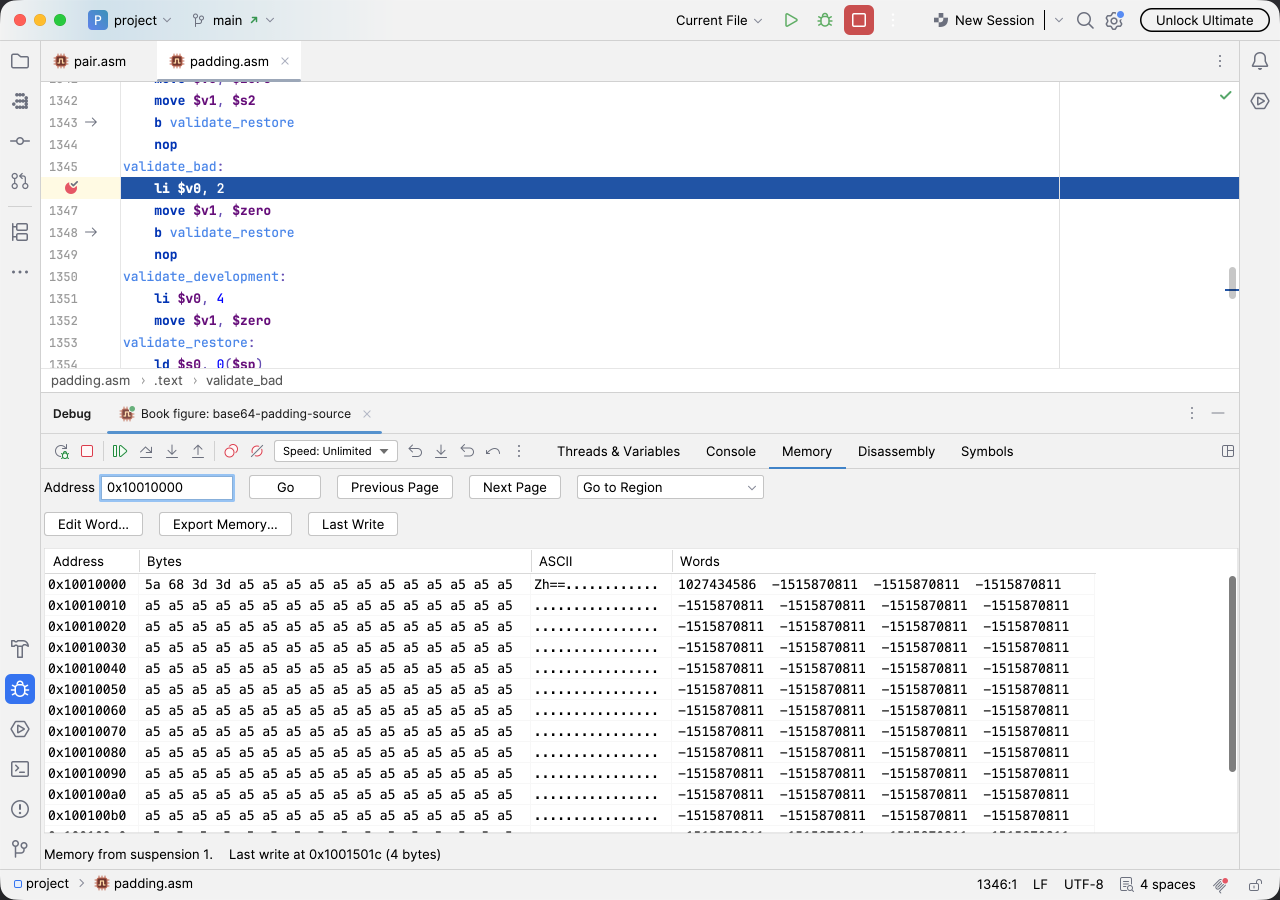 P project main Current File New Session Unlock Ultimate
pair.asm padding.asm
1342 move $v1, $s2
1343 b validate_restore
1344 nop
1345 validate_bad:
li $v0, 2
1347 move $v1, $zero
1348 b validate_restore
1349 nop
1350 validate_development:
1351 li $v0, 4
1352 move $v1, $zero
1353 validate_restore:
1354 ld $s0, 0($sp)
padding.asm › .text › validate_bad
Debug Book figure: base64-padding-source
Speed: Unlimited Threads & Variables Console Memory Disassembly Symbols
Address 0x10010000 Go Previous Page Next Page Go to Region
Edit Word... Export Memory... Last Write
Address Bytes ASCII Words
0x10010000 5a 68 3d 3d a5 a5 a5 a5 a5 a5 a5 a5 a5 a5 a5 a5 Zh==............ 1027434586 -1515870811 -1515870811 -1515870811
0x10010010 a5 a5 a5 a5 a5 a5 a5 a5 a5 a5 a5 a5 a5 a5 a5 a5 ................ -1515870811 -1515870811 -1515870811 -1515870811
0x10010020 a5 a5 a5 a5 a5 a5 a5 a5 a5 a5 a5 a5 a5 a5 a5 a5 ................ -1515870811 -1515870811 -1515870811 -1515870811
0x10010030 a5 a5 a5 a5 a5 a5 a5 a5 a5 a5 a5 a5 a5 a5 a5 a5 ................ -1515870811 -1515870811 -1515870811 -1515870811
0x10010040 a5 a5 a5 a5 a5 a5 a5 a5 a5 a5 a5 a5 a5 a5 a5 a5 ................ -1515870811 -1515870811 -1515870811 -1515870811
0x10010050 a5 a5 a5 a5 a5 a5 a5 a5 a5 a5 a5 a5 a5 a5 a5 a5 ................ -1515870811 -1515870811 -1515870811 -1515870811
0x10010060 a5 a5 a5 a5 a5 a5 a5 a5 a5 a5 a5 a5 a5 a5 a5 a5 ................ -1515870811 -1515870811 -1515870811 -1515870811
0x10010070 a5 a5 a5 a5 a5 a5 a5 a5 a5 a5 a5 a5 a5 a5 a5 a5 ................ -1515870811 -1515870811 -1515870811 -1515870811
0x10010080 a5 a5 a5 a5 a5 a5 a5 a5 a5 a5 a5 a5 a5 a5 a5 a5 ................ -1515870811 -1515870811 -1515870811 -1515870811
0x10010090 a5 a5 a5 a5 a5 a5 a5 a5 a5 a5 a5 a5 a5 a5 a5 a5 ................ -1515870811 -1515870811 -1515870811 -1515870811
0x100100a0 a5 a5 a5 a5 a5 a5 a5 a5 a5 a5 a5 a5 a5 a5 a5 a5 ................ -1515870811 -1515870811 -1515870811 -1515870811
0x100100b0 a5 a5 a5 a5 a5 a5 a5 a5 a5 a5 a5 a5 a5 a5 a5 a5 ................ -1515870811 -1515870811 -1515870811 -1515870811
Memory from suspension 1. Last write at 0x1001501c (4 bytes)
project › padding.asm 1346:1 LF UTF-8 4 spaces